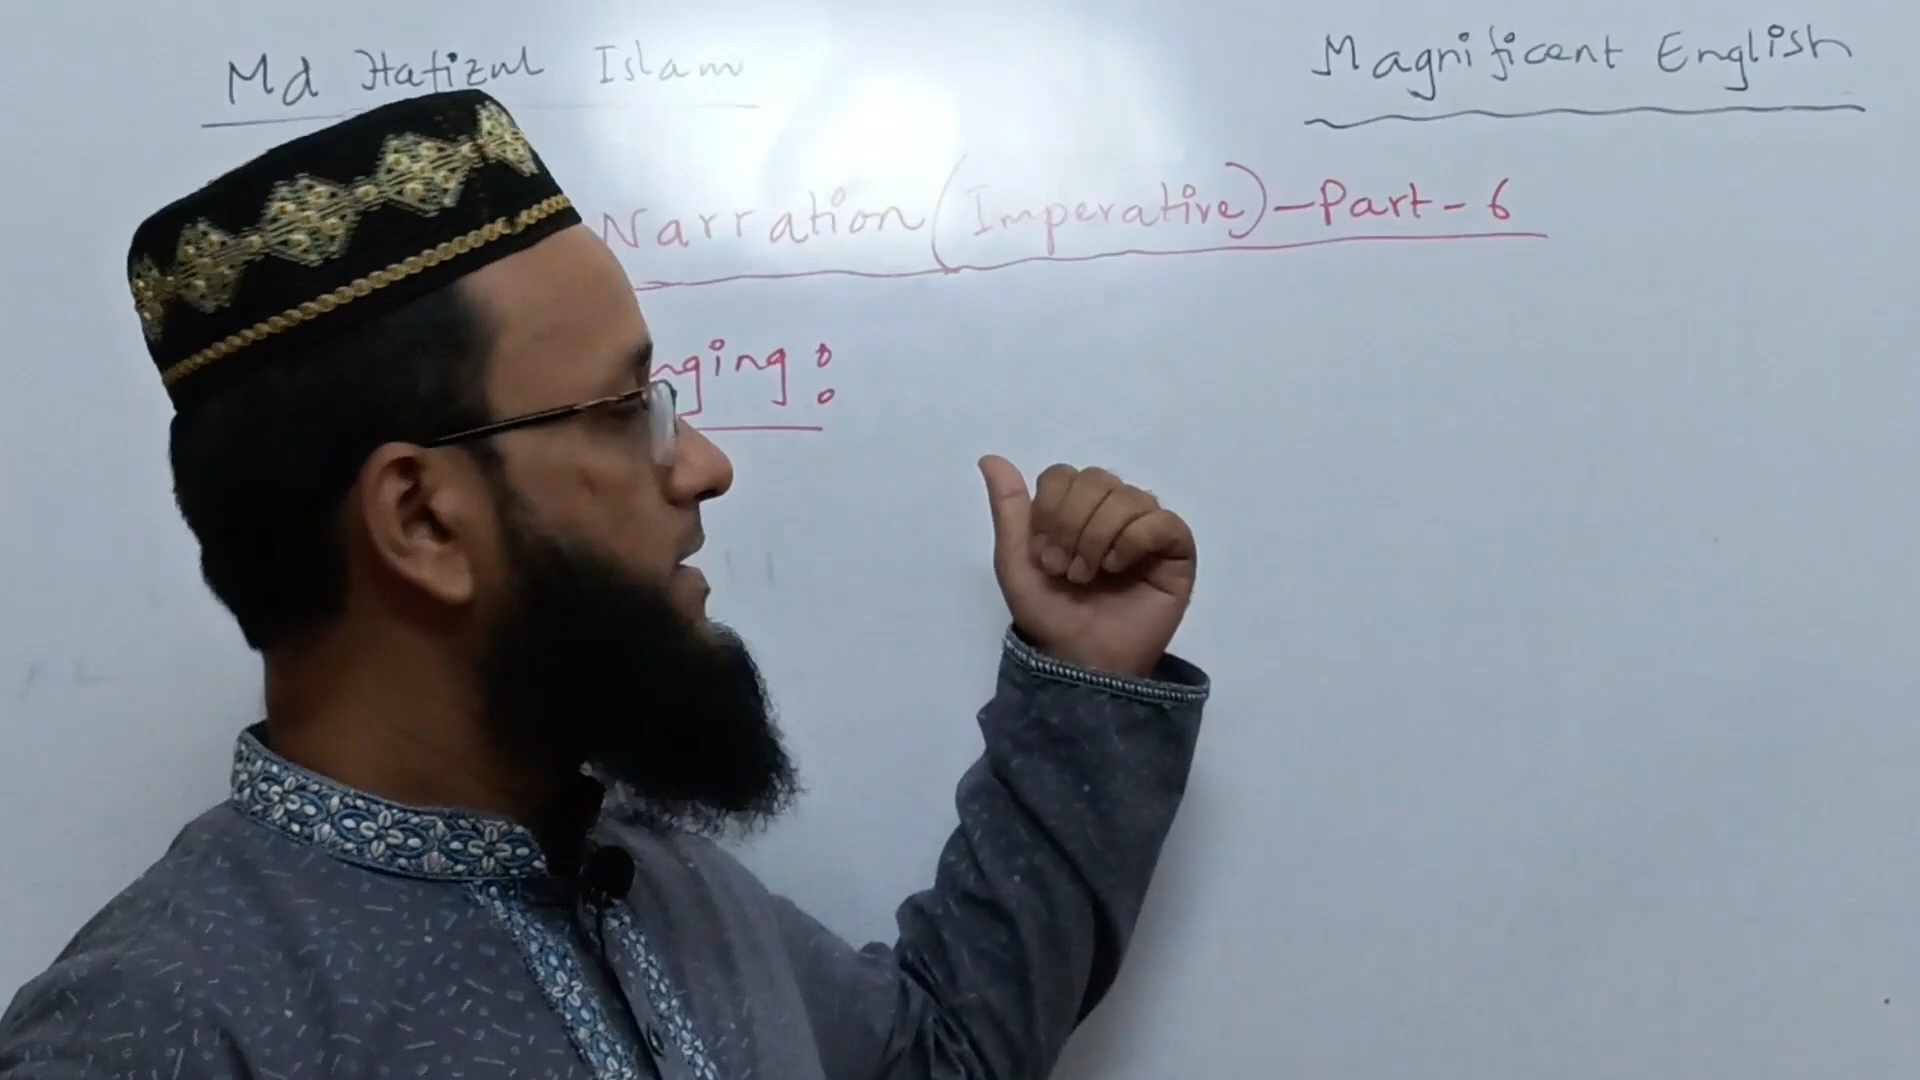 Md Hafizul Islam
Magnificent English
Narration (Imperative) - Part - 6
nging :